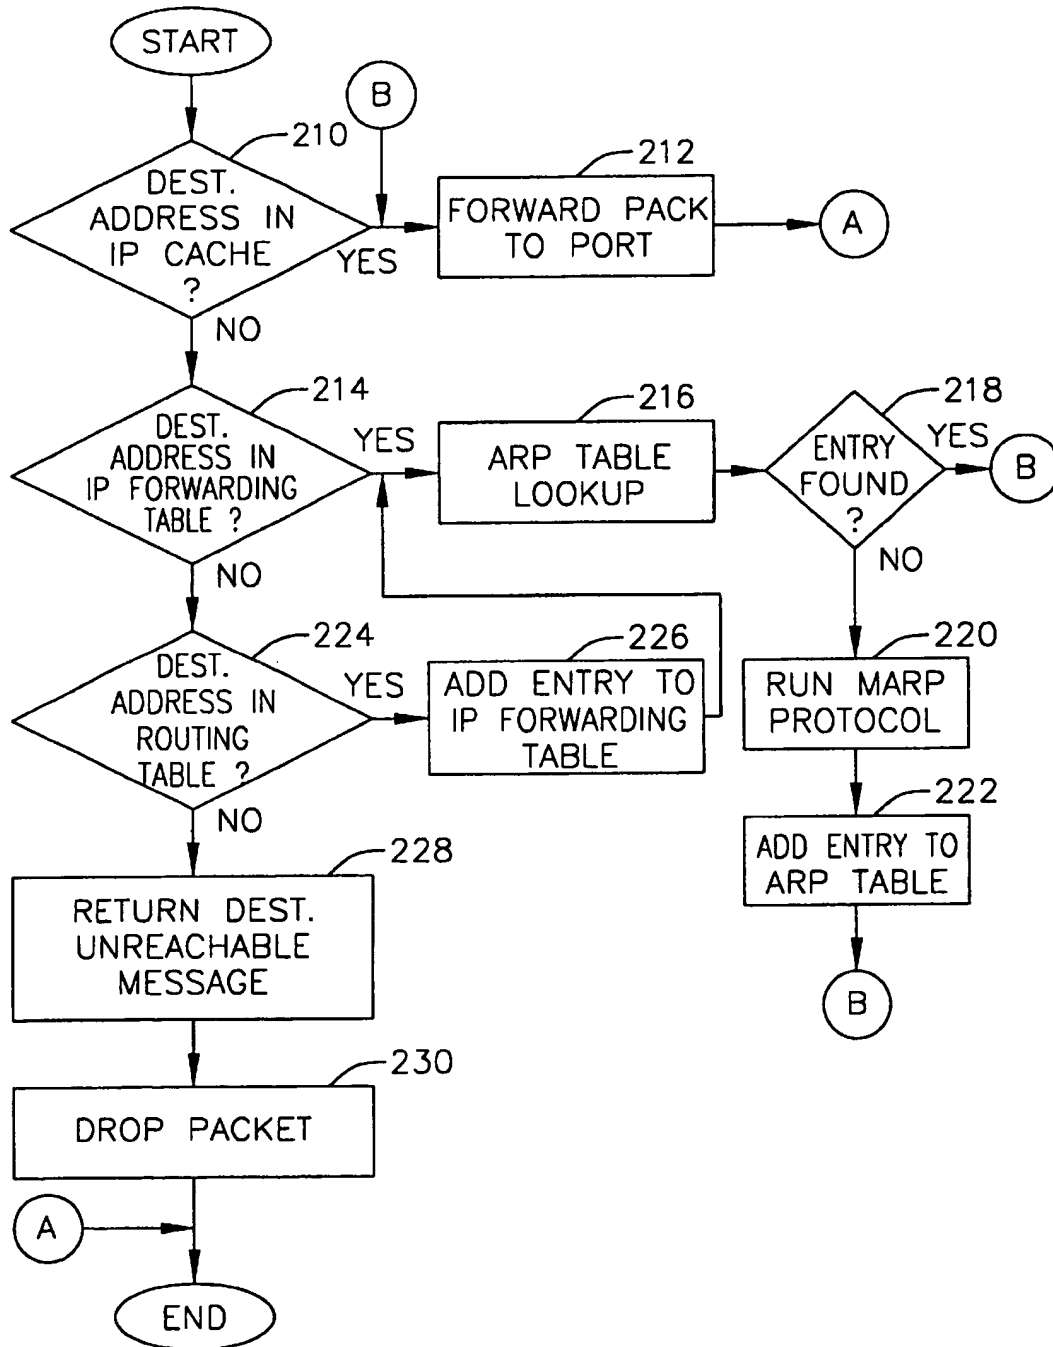 START
B
210
DEST.
ADDRESS IN
IP CACHE
?
YES
NO
212
FORWARD PACK
TO PORT
A
214
DEST.
ADDRESS IN
IP FORWARDING
TABLE ?
YES
NO
216
ARP TABLE
LOOKUP
218
ENTRY
FOUND
?
YES
B
NO
220
RUN MARP
PROTOCOL
222
ADD ENTRY TO
ARP TABLE
B
224
DEST.
ADDRESS IN
ROUTING
TABLE ?
YES
NO
226
ADD ENTRY TO
IP FORWARDING
TABLE
228
RETURN DEST.
UNREACHABLE
MESSAGE
230
DROP PACKET
A
END